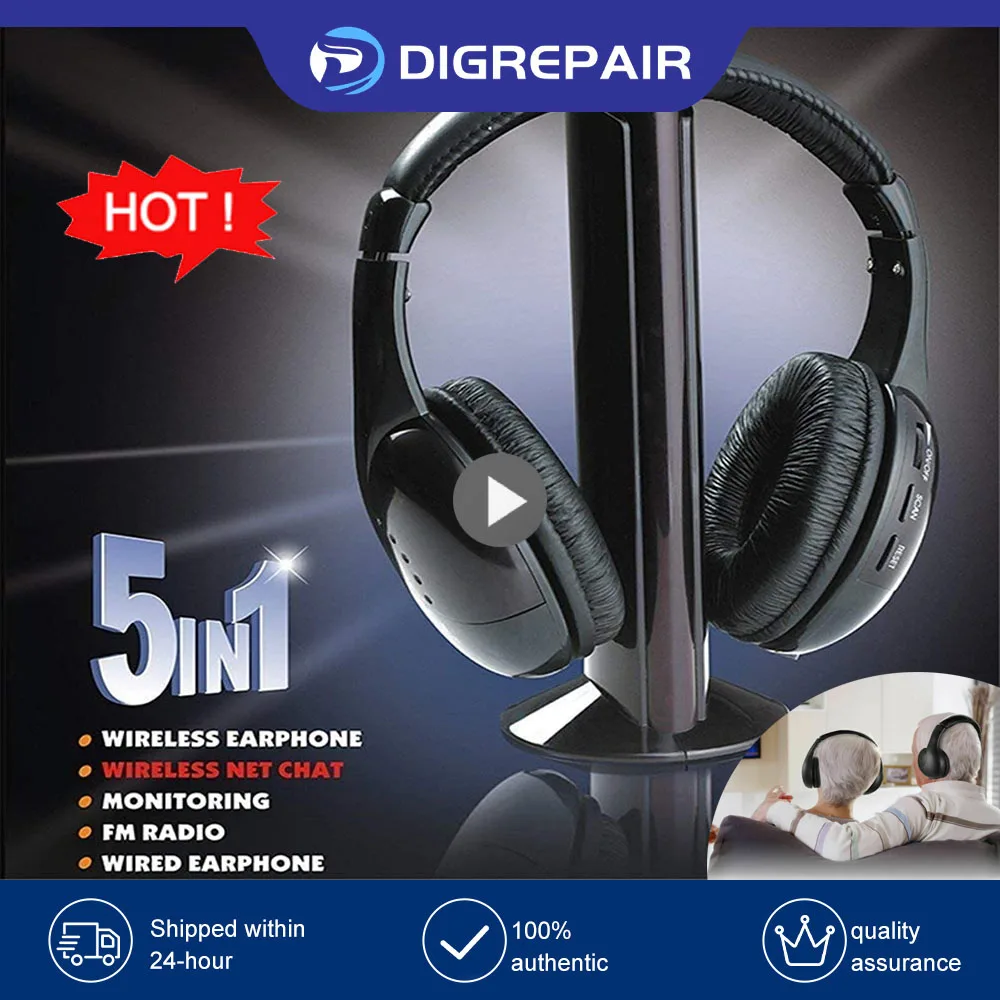 DIGREPAIR
HOT !
ON/OFF
SCAN
RESET
5IN1
WIRELESS EARPHONE
WIRELESS NET CHAT
MONITORING
FM RADIO
WIRED EARPHONE
Shipped within
24-hour
100%
authentic
quality
assurance